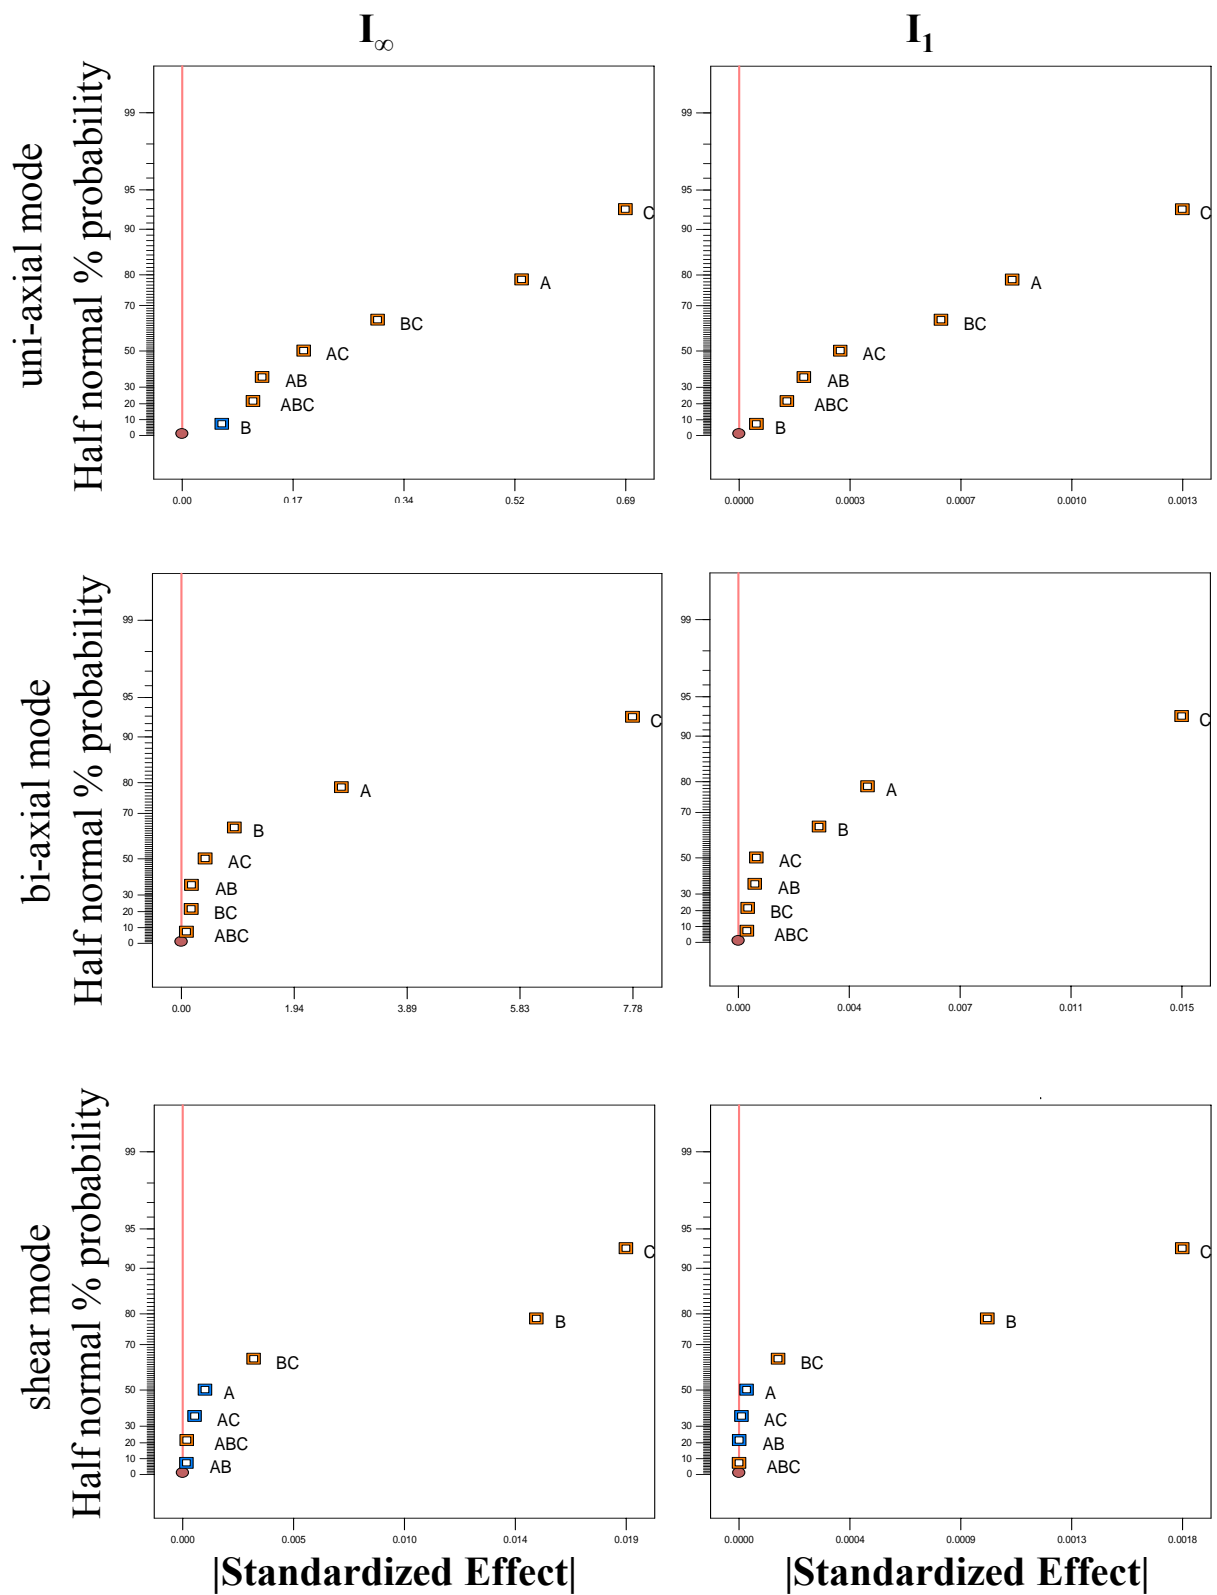 I∞ I1
uni-axial mode
Half normal % probability
99
95
90
80
70
50
30
20
10
0
C
A
BC
AC
AB
ABC
B
0.00 0.17 0.34 0.52 0.69
99
95
90
80
70
50
30
20
10
0
C
A
BC
AC
AB
ABC
B
0.0000 0.0003 0.0007 0.0010 0.0013
bi-axial mode
Half normal % probability
99
95
90
80
70
50
30
20
10
0
C
A
B
AC
AB
BC
ABC
0.00 1.94 3.89 5.83 7.78
99
95
90
80
70
50
30
20
10
0
C
A
B
AC
AB
BC
ABC
0.000 0.004 0.007 0.011 0.015
shear mode
Half normal % probability
99
95
90
80
70
50
30
20
10
0
C
B
BC
A
AC
ABC
AB
0.000 0.005 0.010 0.014 0.019
99
95
90
80
70
50
30
20
10
0
C
B
BC
A
AC
AB
ABC
0.0000 0.0004 0.0009 0.0013 0.0018
|Standardized Effect| |Standardized Effect|